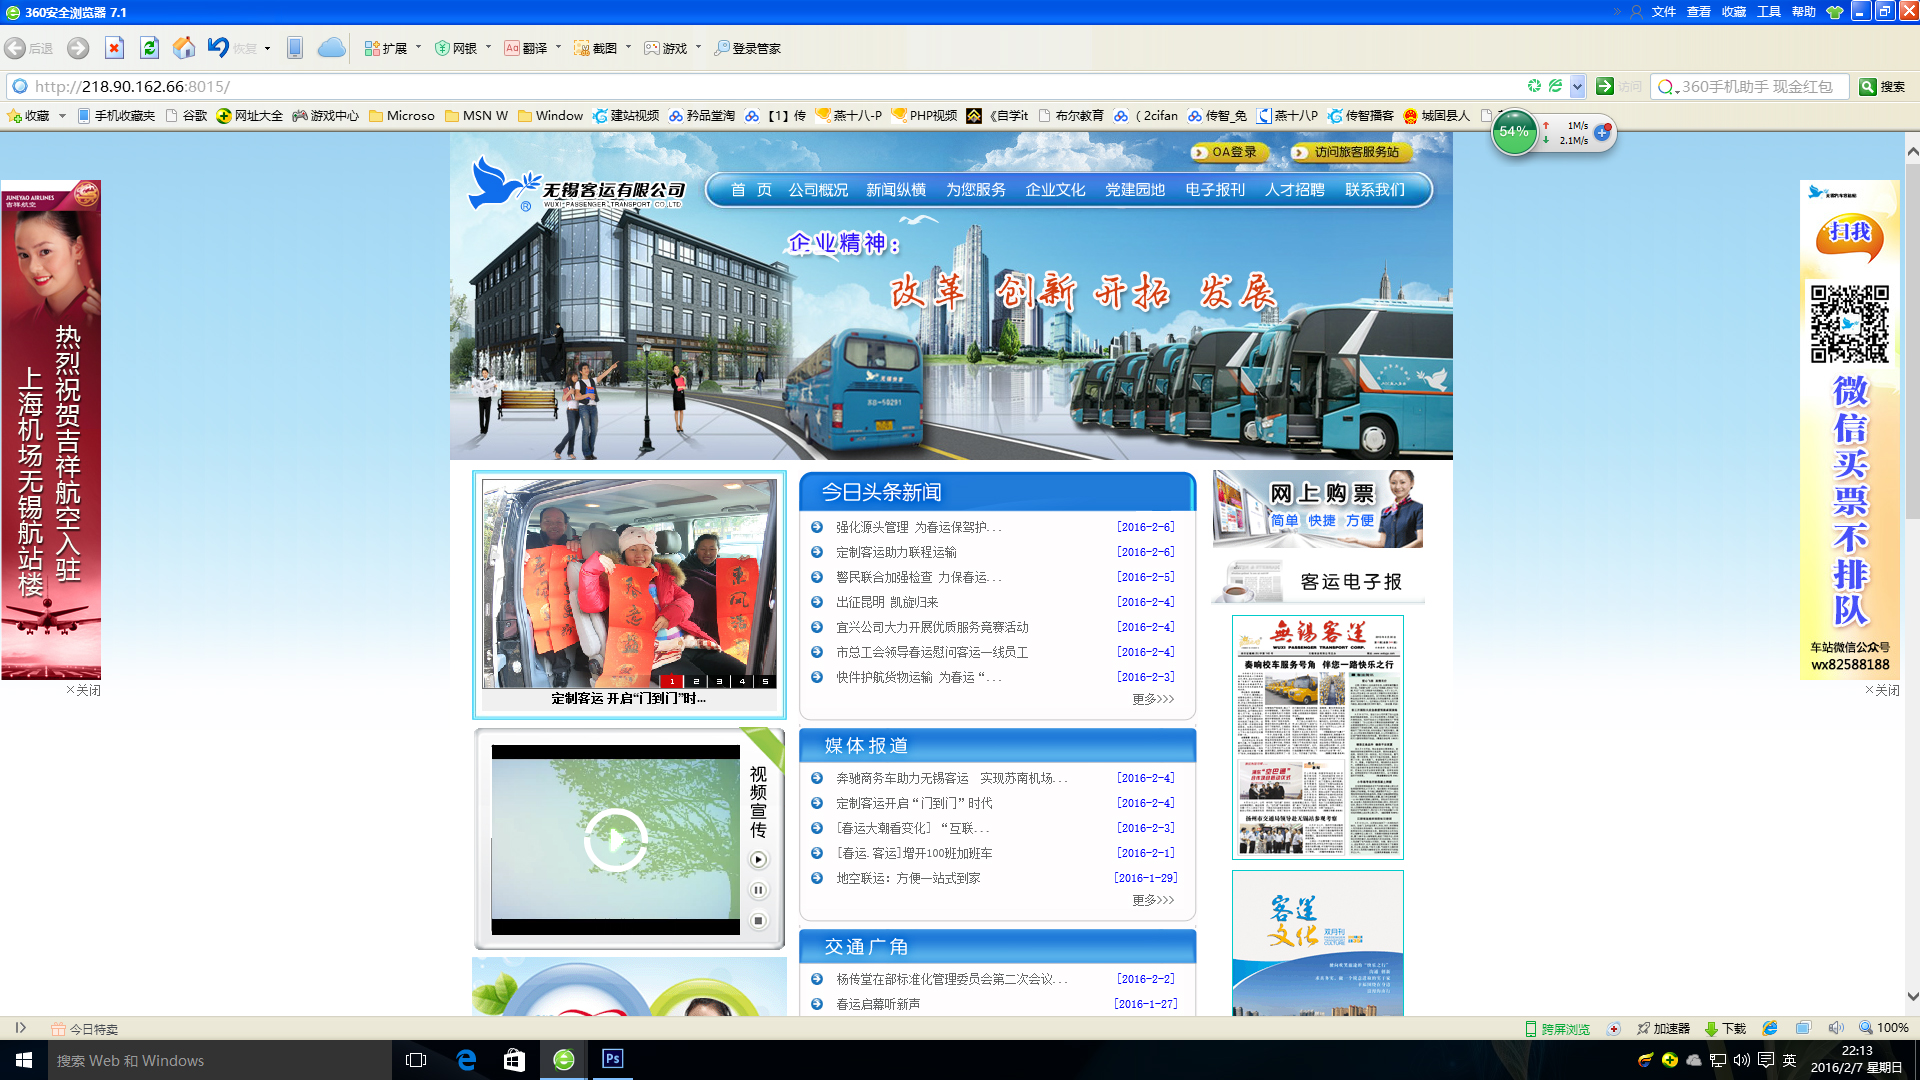 360安全浏览器 7.1
文件 查看 收藏 工具 帮助
后退 恢复 扩展 网银 翻译 截图 游戏 登录管家
http://218.90.162.66:8015/
访问 360手机助手 现金红包 搜索
收藏 手机收藏夹 谷歌 网址大全 游戏中心 Microso MSN W Window 建站视频 矜品堂淘 【1】传 燕十八-P PHP视频 《自学it 布尔教育 ( 2cifan 传智_免 燕十八P 传智播客 城固县人
54% 1M/s
2.1M/s
OA登录 访问旅客服务站
无锡客运有限公司
WUXI-PASSENGER TRANSPORT CO.,LTD
首 页 公司概况 新闻纵横 为您服务 企业文化 党建园地 电子报刊 人才招聘 联系我们
企业精神：
改革 创新 开拓 发展
JUNEYAO AIRLINES
吉祥航空
热烈祝贺吉祥航空入驻
上海机场无锡航站楼
×关闭
扫我
微信买票不排队
车站微信公众号
wx82588188
×关闭
1 2 3 4 5
定制客运 开启“门到门”时...
今日头条新闻
强化源头管理 为春运保驾护... [2016-2-6]
定制客运助力联程运输 [2016-2-6]
警民联合加强检查 力保春运... [2016-2-5]
出征昆明 凯旋归来 [2016-2-4]
宜兴公司大力开展优质服务竞赛活动 [2016-2-4]
市总工会领导春运慰问客运一线员工 [2016-2-4]
快件护航货物运输 为春运“... [2016-2-3]
更多>>>
网上购票
简单 快捷 方便
客运电子报
無锡客运
奏响校车服务号角 伴您一路快乐之行
扬州市交通局领导赴无锡站参观考察
视频宣传
媒体报道
奔驰商务车助力无锡客运 实现苏南机场... [2016-2-4]
定制客运开启“门到门”时代 [2016-2-4]
[春运大潮看变化] “互联... [2016-2-3]
[春运.客运]增开100班加班车 [2016-2-1]
地空联运: 方便一站式到家 [2016-1-29]
更多>>>
交通广角
杨传堂在部标准化管理委员会第二次会议... [2016-2-2]
春运启幕听新声 [2016-1-27]
客运
文化
双月刊
今日特卖
跨屏浏览 加速器 下载 100%
搜索 Web 和 Windows
Ps
英
22:13
2016/2/7 星期日